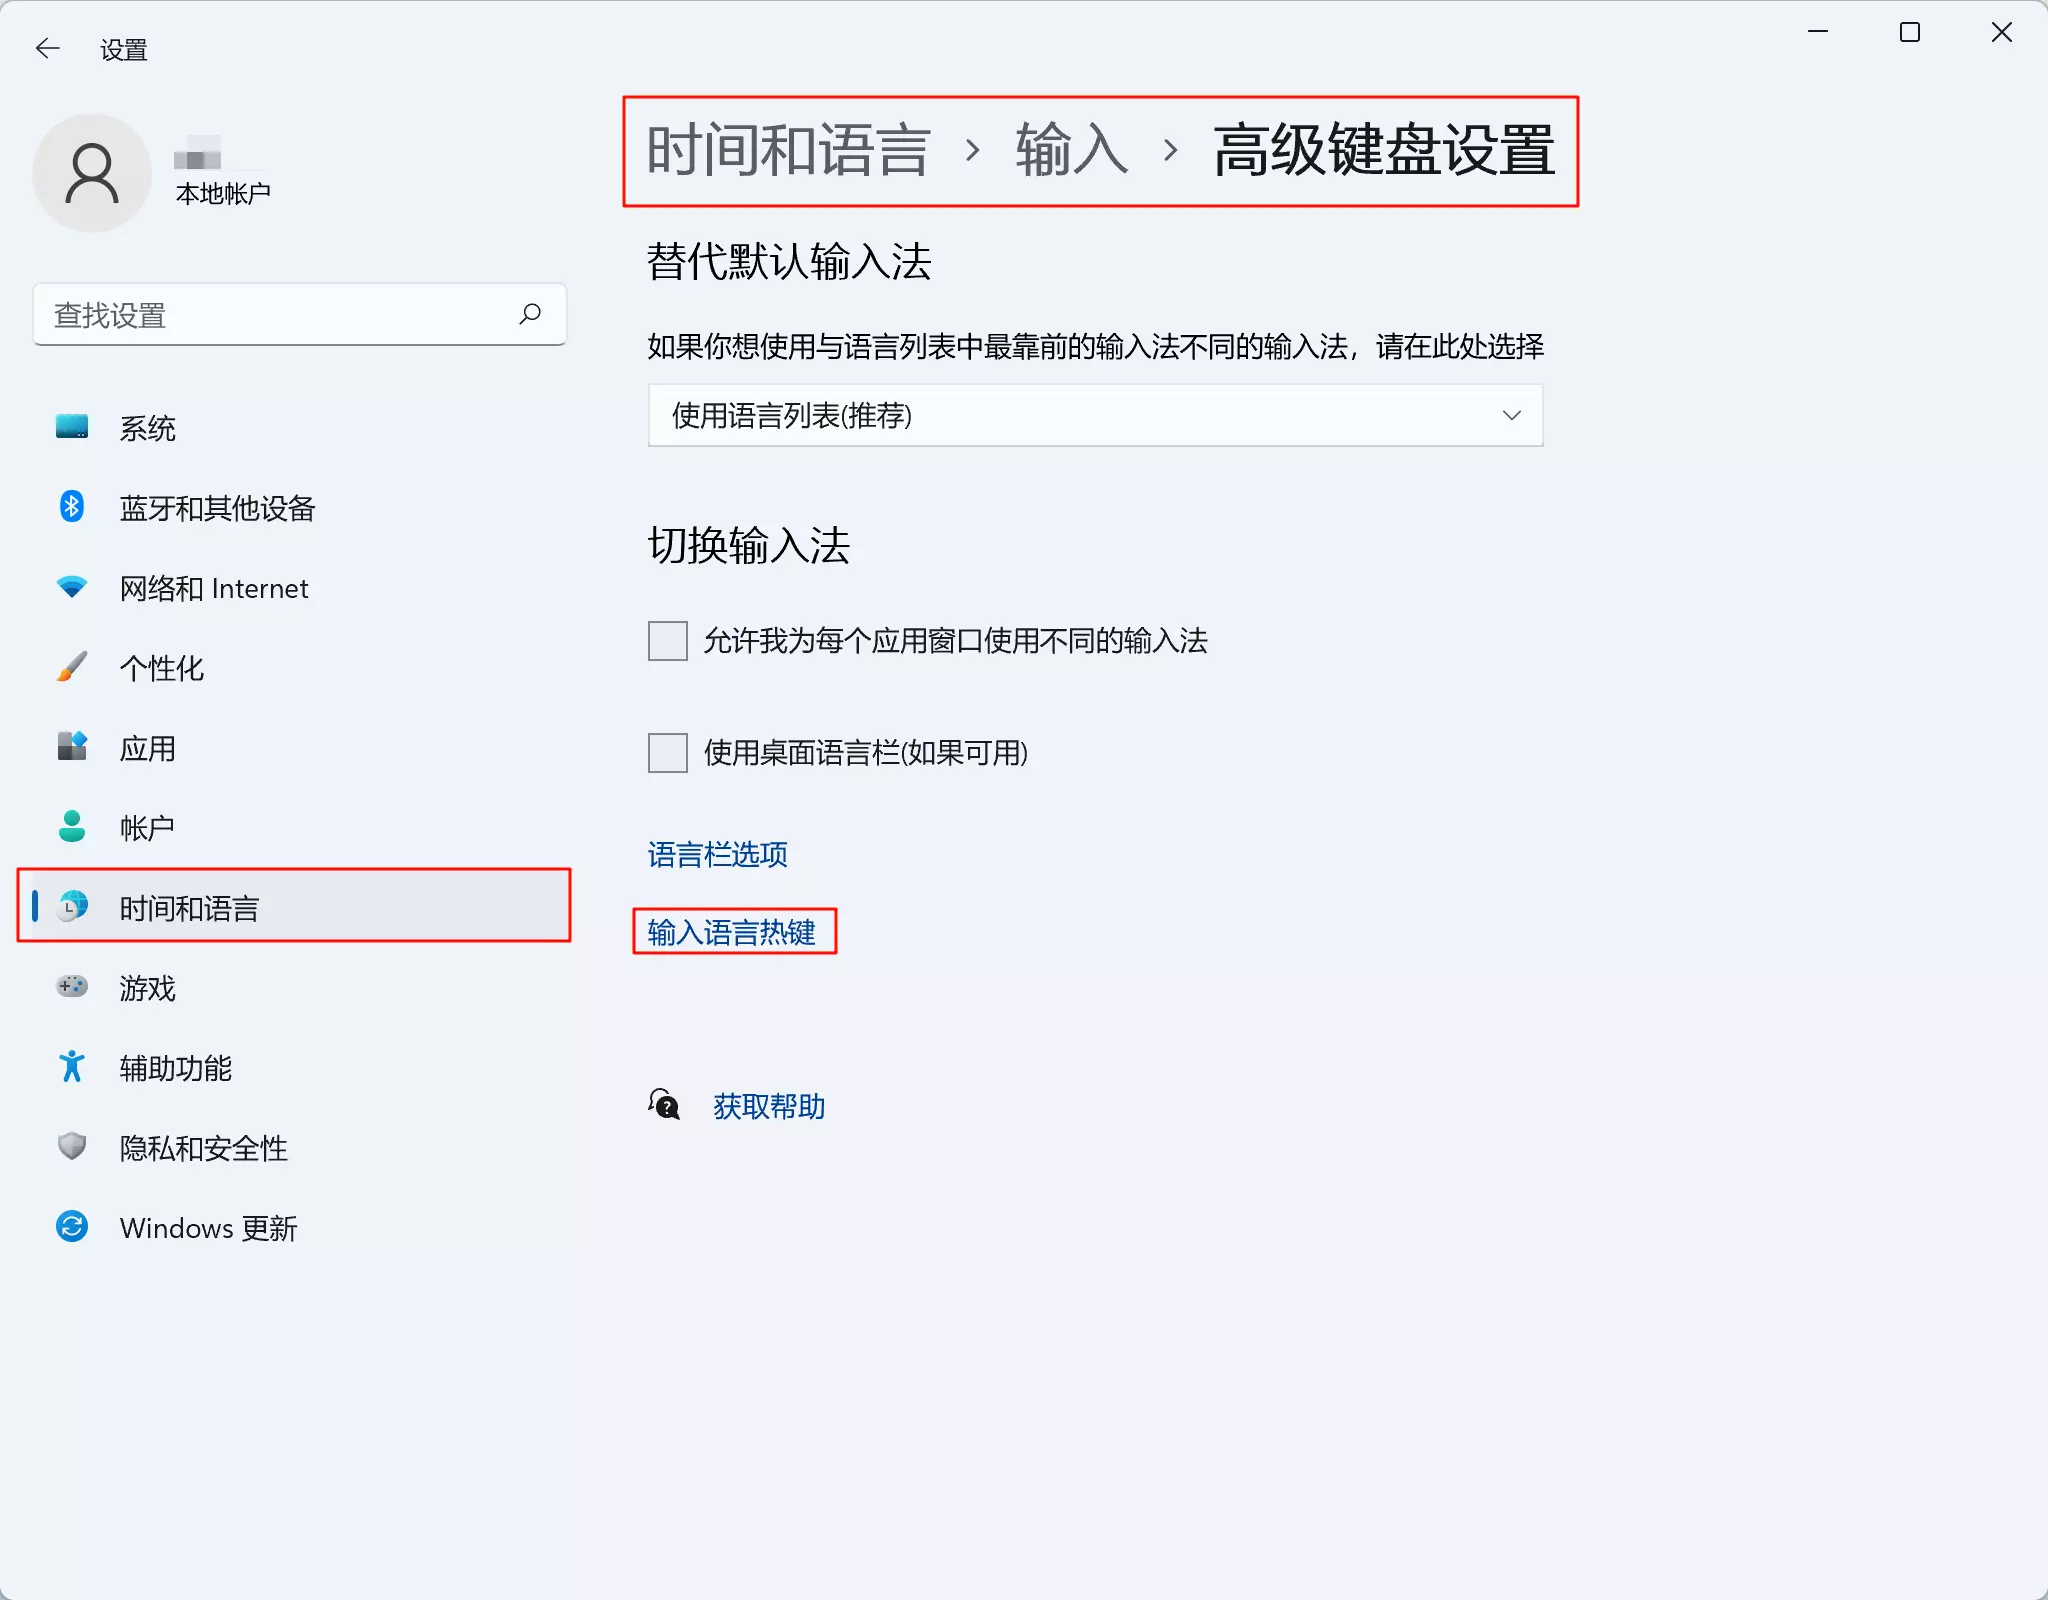 设置
本地帐户
查找设置
系统
蓝牙和其他设备
网络和 Internet
个性化
应用
帐户
时间和语言
游戏
辅助功能
隐私和安全性
Windows 更新
时间和语言 › 输入 › 高级键盘设置
替代默认输入法
如果你想使用与语言列表中最靠前的输入法不同的输入法，请在此处选择
使用语言列表(推荐)
切换输入法
允许我为每个应用窗口使用不同的输入法
使用桌面语言栏(如果可用)
语言栏选项
输入语言热键
获取帮助